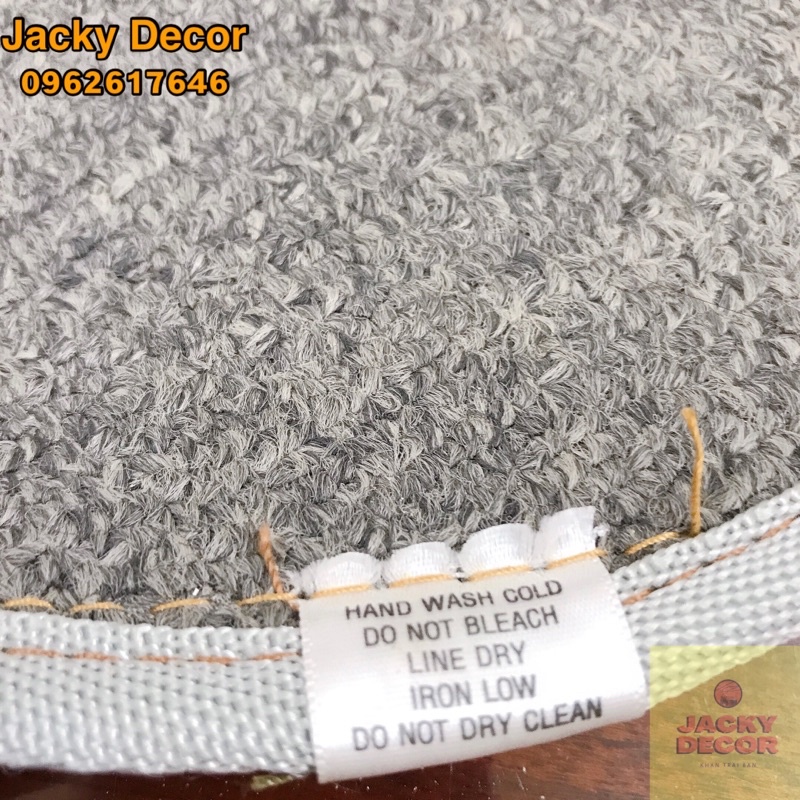 Jacky Decor
0962617646
HAND WASH COLD
DO NOT BLEACH
LINE DRY
IRON LOW
DO NOT DRY CLEAN
JACKY
DECOR